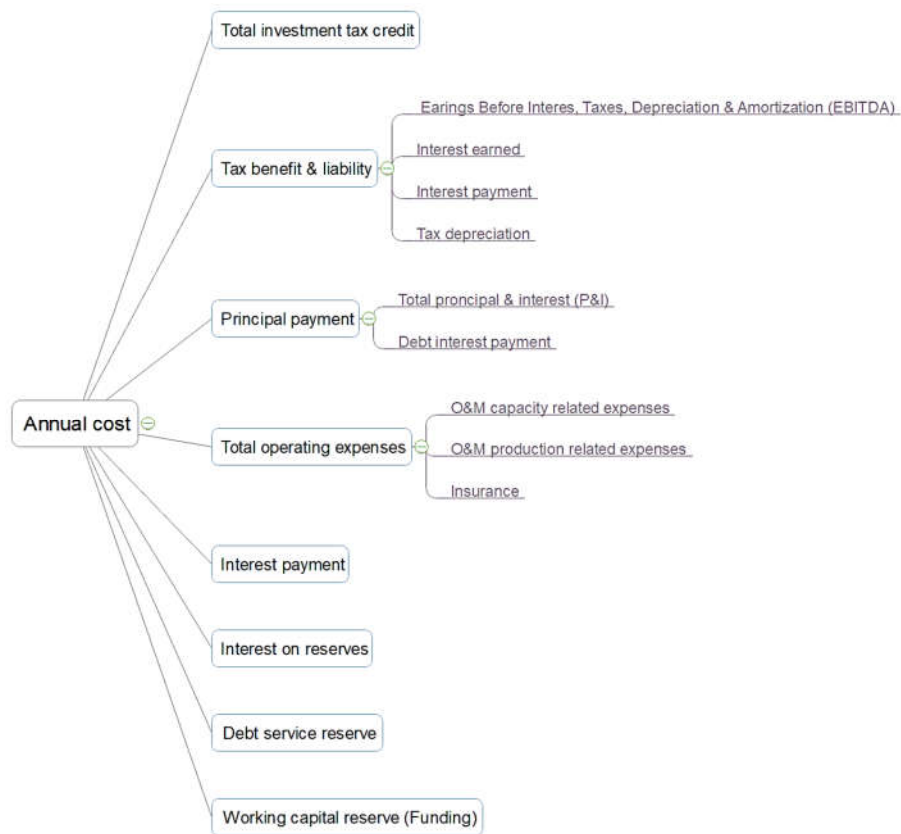 Total investment tax credit
Earings Before Interes, Taxes, Depreciation & Amortization (EBITDA)
Interest earned
Tax benefit & liability
Interest payment
Tax depreciation
Total proncipal & interest (P&I)
Principal payment
Debt interest payment
O&M capacity related expenses
Annual cost
Total operating expenses
O&M production related expenses
Insurance
Interest payment
Interest on reserves
Debt service reserve
Working capital reserve (Funding)